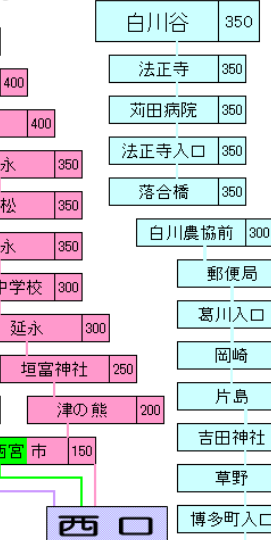 白川谷 350
400 法正寺 350
400 苅田病院 350
永 350 法正寺入口 350
松 350 落合橋 350
永 350 白川農協前 300
中学校 300 郵便局
延永 300 葛川入口
岡崎
垣富神社 250 片島
津の熊 200 吉田神社
西宮市 150 草野
西口 博多町入口